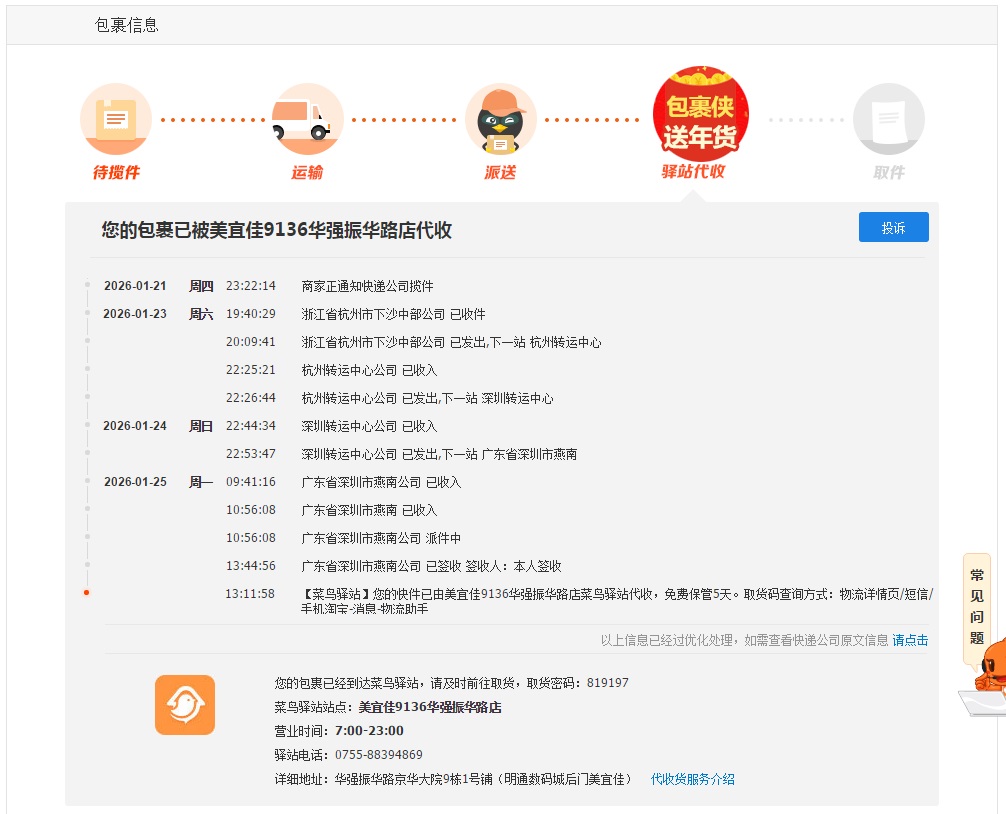 包裹信息
包裹侠
送年货
待揽件
运输
派送
驿站代收
取件
您的包裹已被美宜佳9136华强振华路店代收
投诉
2026-01-21 周四 23:22:14 商家正通知快递公司揽件
2026-01-23 周六 19:40:29 浙江省杭州市下沙中部公司 已收件
20:09:41 浙江省杭州市下沙中部公司 已发出,下一站 杭州转运中心
22:25:21 杭州转运中心公司 已收入
22:26:44 杭州转运中心公司 已发出,下一站 深圳转运中心
2026-01-24 周日 22:44:34 深圳转运中心公司 已收入
22:53:47 深圳转运中心公司 已发出,下一站 广东省深圳市燕南
2026-01-25 周一 09:41:16 广东省深圳市燕南公司 已收入
10:56:08 广东省深圳市燕南 已收入
10:56:08 广东省深圳市燕南公司 派件中
13:44:56 广东省深圳市燕南公司 已签收 签收人：本人签收
13:11:58 【菜鸟驿站】您的快件已由美宜佳9136华强振华路店菜鸟驿站代收，免费保管5天。取货码查询方式：物流详情页/短信/
手机淘宝-消息-物流助手
以上信息已经过优化处理，如需查看快递公司原文信息 请点击
您的包裹已经到达菜鸟驿站，请及时前往取货，取货密码：819197
菜鸟驿站站点：美宜佳9136华强振华路店
营业时间：7:00-23:00
驿站电话：0755-88394869
详细地址：华强振华路京华大院9栋1号铺（明通数码城后门美宜佳） 代收货服务介绍
常见问题